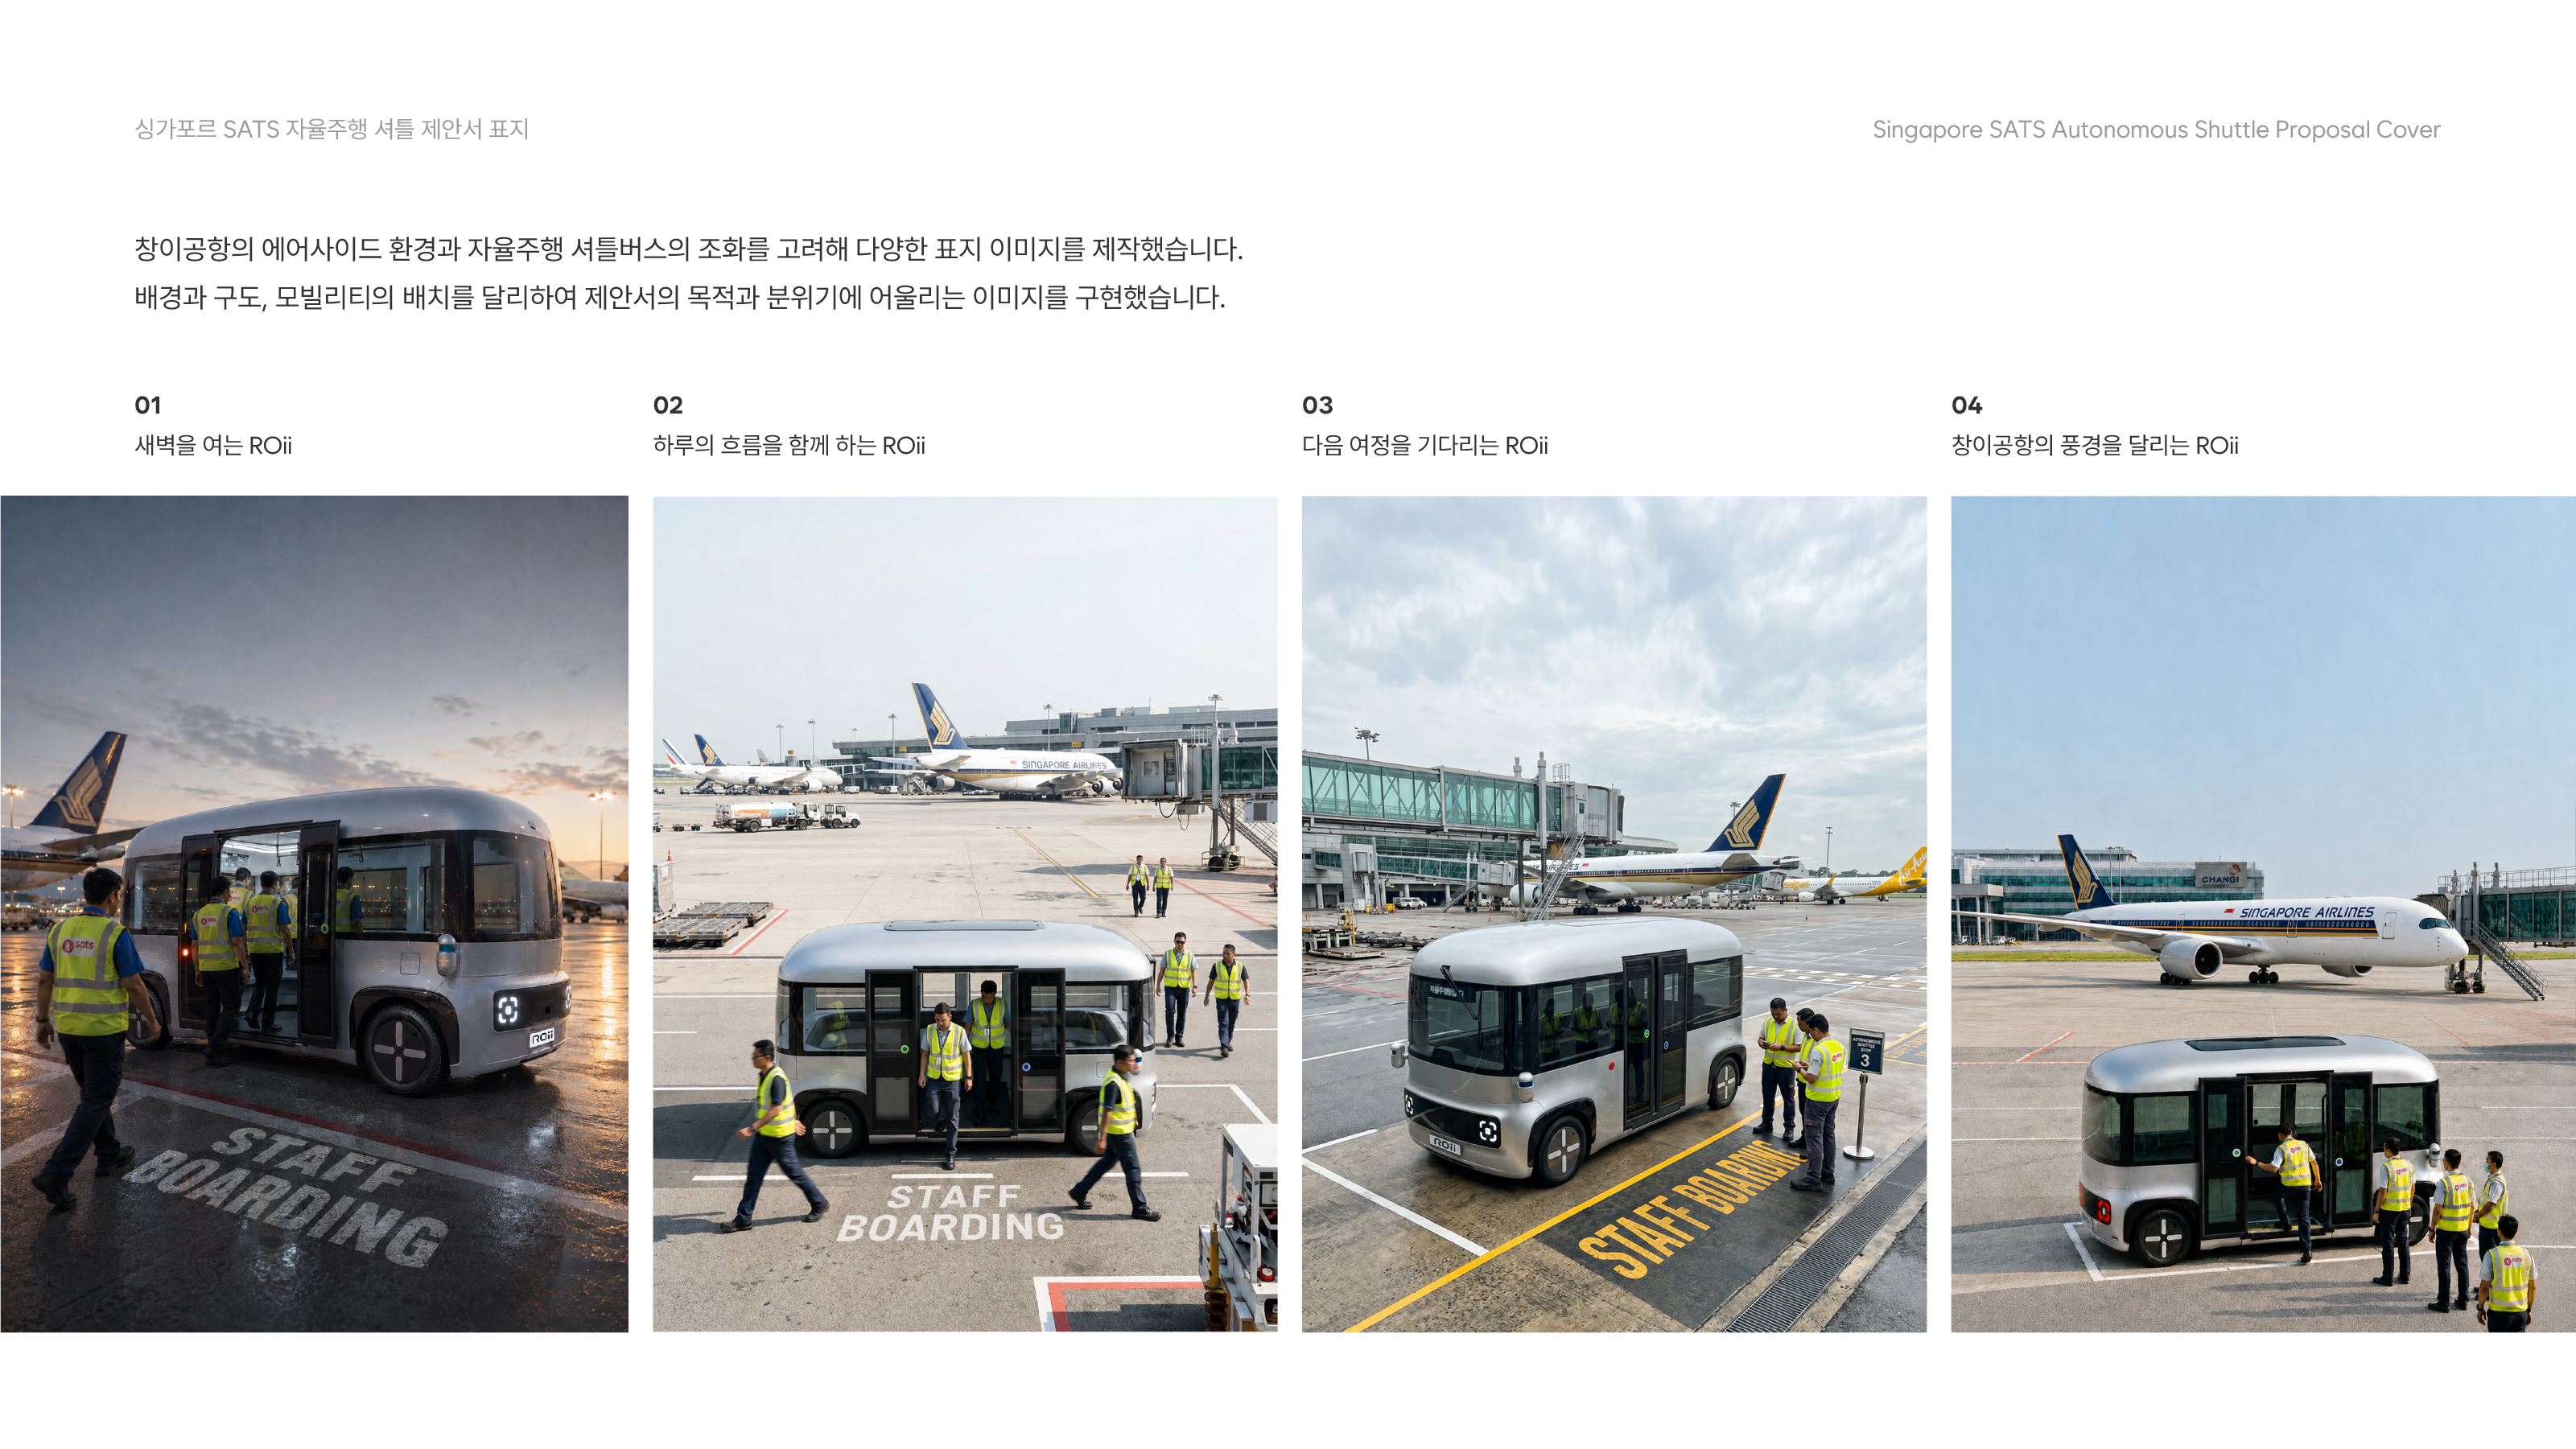 싱가포르 SATS 자율주행 셔틀 제안서 표지
Singapore SATS Autonomous Shuttle Proposal Cover
창이공항의 에어사이드 환경과 자율주행 셔틀버스의 조화를 고려해 다양한 표지 이미지를 제작했습니다.
배경과 구도, 모빌리티의 배치를 달리하여 제안서의 목적과 분위기에 어울리는 이미지를 구현했습니다.
01
새벽을 여는 ROii
02
하루의 흐름을 함께 하는 ROii
03
다음 여정을 기다리는 ROii
04
창이공항의 풍경을 달리는 ROii
sats
ROii
STAFF
BOARDING
SINGAPORE AIRLINES
STAFF
BOARDING
ROii
AUTONOMOUS
SHUTTLE
STOP
3
STAFF BOARDING
CHANGI
SINGAPORE AIRLINES